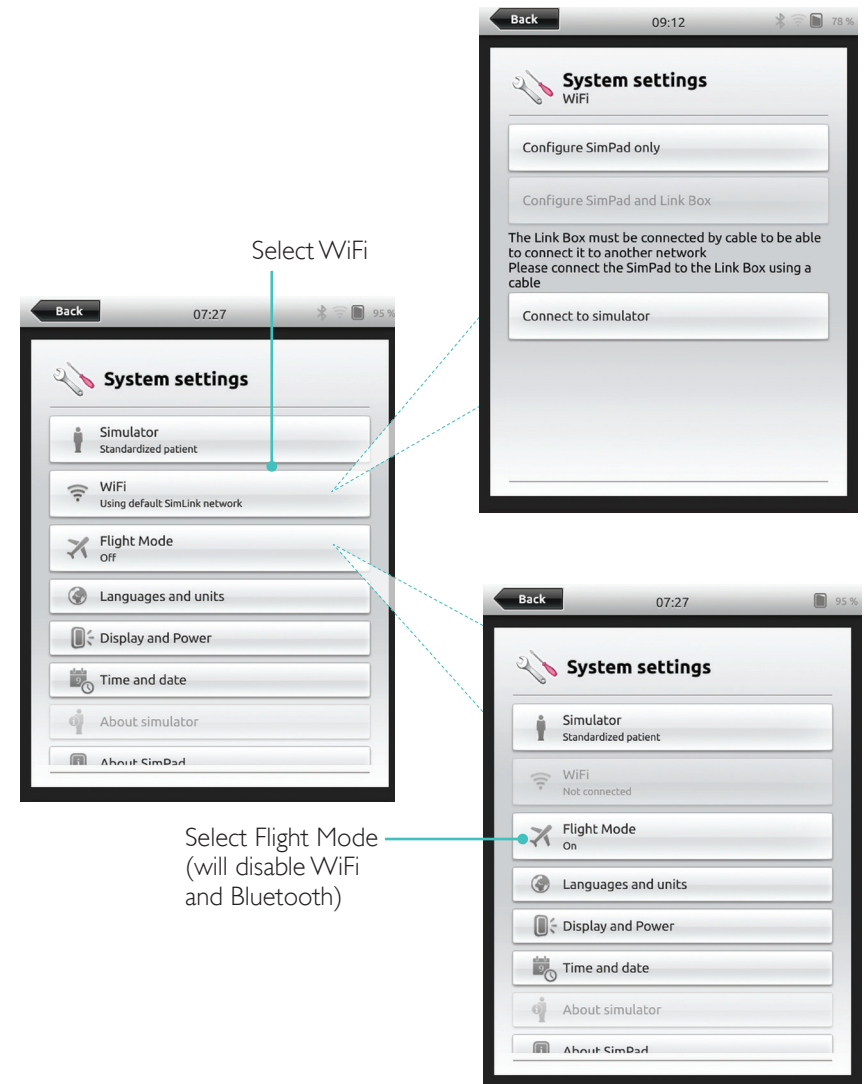 Back
09:12
78 %
System settings
WiFi
Configure SimPad only
Configure SimPad and Link Box
The Link Box must be connected by cable to be able
to connect it to another network
Please connect the SimPad to the Link Box using a
cable
Connect to simulator
Select WiFi
Back
07:27
95 %
System settings
Simulator
Standardized patient
WiFi
Using default SimLink network
Flight Mode
Off
Languages and units
Display and Power
Time and date
About simulator
About SimPad
Select Flight Mode
(will disable WiFi
and Bluetooth)
Back
07:27
95 %
System settings
Simulator
Standardized patient
WiFi
Not connected
Flight Mode
On
Languages and units
Display and Power
Time and date
About simulator
About SimPad